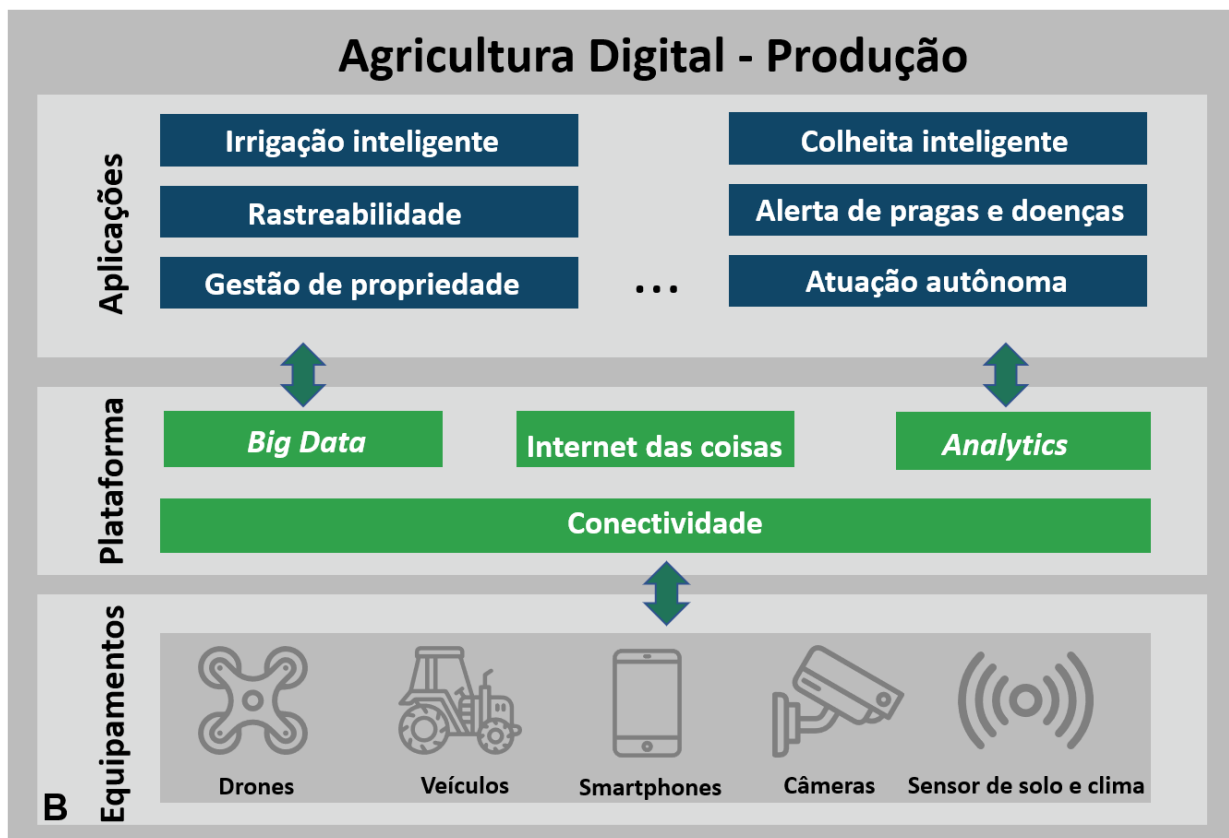 Agricultura Digital - Produção
Aplicações
Irrigação inteligente
Colheita inteligente
Rastreabilidade
Alerta de pragas e doenças
Gestão de propriedade
...
Atuação autônoma
Plataforma
Big Data
Internet das coisas
Analytics
Conectividade
Equipamentos
Drones
Veículos
Smartphones
Câmeras
Sensor de solo e clima
B